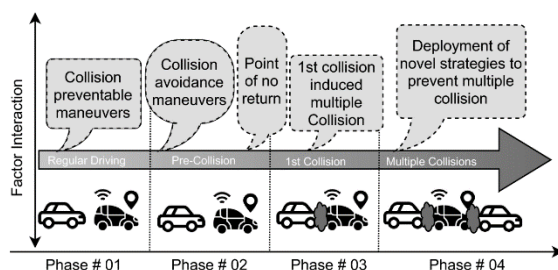 Factor Interaction
Collision
preventable
maneuvers
Collision
avoidance
maneuvers
Point of
no
return
1st collision
induced
multiple
Collision
Deployment of
novel strategies to
prevent multiple
collision
Regular Driving
Pre-Collision
1st Collision
Multiple Collisions
Phase # 01
Phase # 02
Phase # 03
Phase # 04